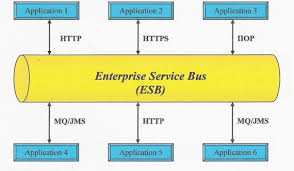 Application 1
Application 2
Application 3
HTTP
HTTPS
IIOP
Enterprise Service Bus
(ESB)
MQ/JMS
HTTP
MQ/JMS
Application 4
Application 5
Application 6